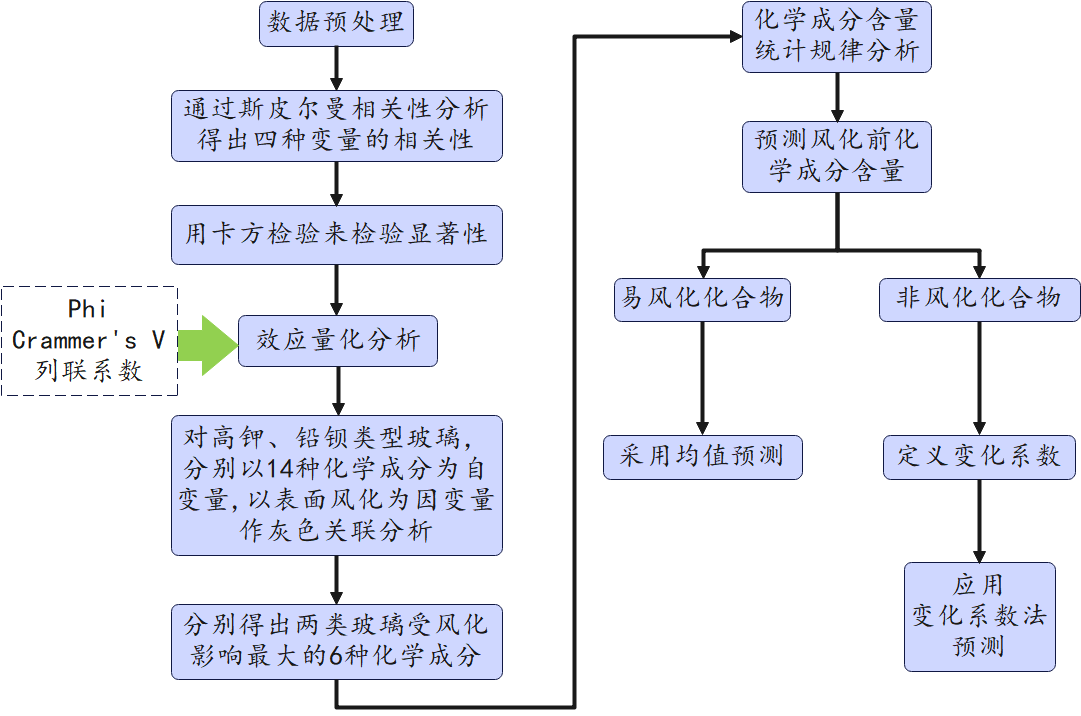 数据预处理
通过斯皮尔曼相关性分析
得出四种变量的相关性
用卡方检验来检验显著性
Phi
Crammer's V
列联系数
效应量化分析
对高钾、铅钡类型玻璃,
分别以14种化学成分为自
变量,以表面风化为因变量
作灰色关联分析
分别得出两类玻璃受风化
影响最大的6种化学成分
化学成分含量
统计规律分析
预测风化前化
学成分含量
易风化化合物
非风化化合物
采用均值预测
定义变化系数
应用
变化系数法
预测